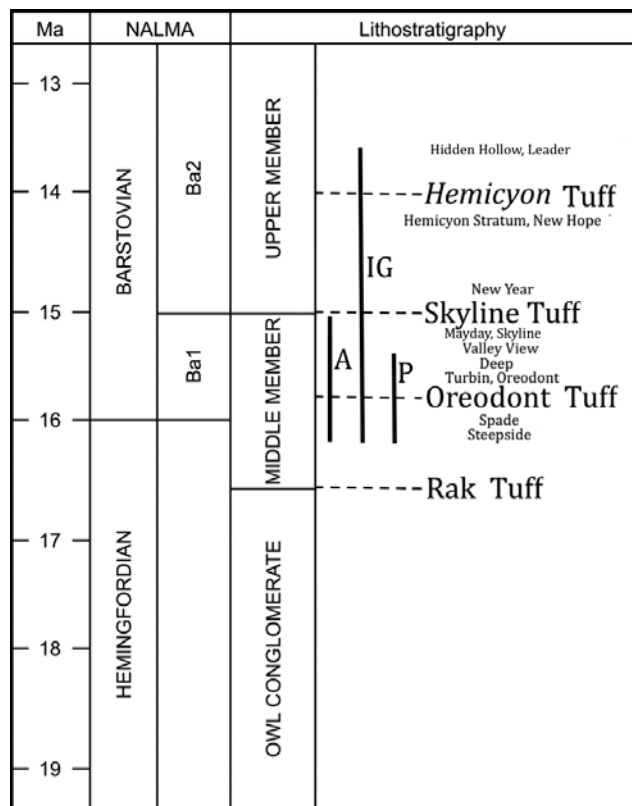 Ma NALMA Lithostratigraphy
13
14
15
16
17
18
19
BARSTOVIAN
HEMINGFORDIAN
Ba2
Ba1
UPPER MEMBER
MIDDLE MEMBER
OWL CONGLOMERATE
A
IG
P
Hidden Hollow, Leader
Hemicyon Tuff
Hemicyon Stratum, New Hope
New Year
Skyline Tuff
Mayday, Skyline
Valley View
Deep
Turbin, Oreodont
Oreodont Tuff
Spade
Steepside
Rak Tuff